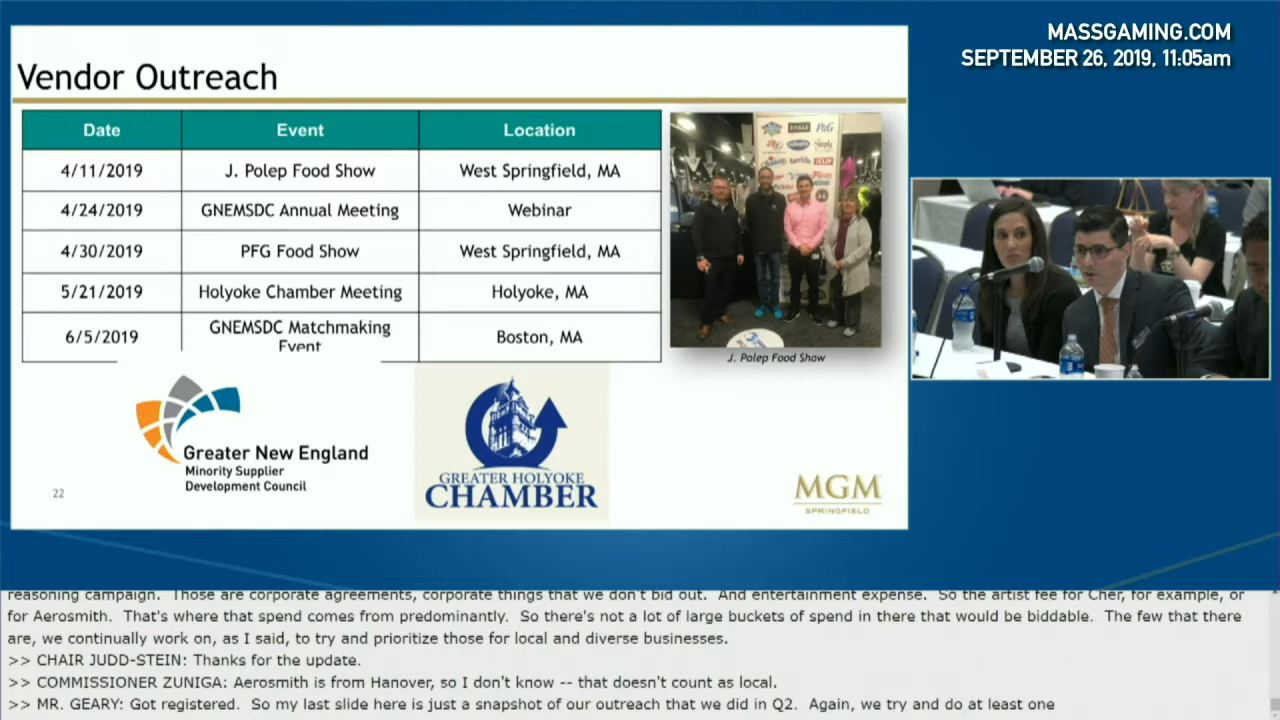 MASSGAMING.COM
SEPTEMBER 26, 2019, 11:05am
Vendor Outreach
Date Event Location
4/11/2019 J. Polep Food Show West Springfield, MA
4/24/2019 GNEMSDC Annual Meeting Webinar
4/30/2019 PFG Food Show West Springfield, MA
5/21/2019 Holyoke Chamber Meeting Holyoke, MA
6/5/2019 GNEMSDC Matchmaking Event Boston, MA
P&G
J. Polep Food Show
Greater New England
Minority Supplier
Development Council
GREATER HOLYOKE
CHAMBER
22
MGM
SPRINGFIELD
reasoning campaign. Those are corporate agreements, corporate things that we don't bid out. And entertainment expense. So the artist fee for Cher, for example, or
for Aerosmith. That's where that spend comes from predominantly. So there's not a lot of large buckets of spend in there that would be biddable. The few that there
are, we continually work on, as I said, to try and prioritize those for local and diverse businesses.
>> CHAIR JUDD-STEIN: Thanks for the update.
>> COMMISSIONER ZUNIGA: Aerosmith is from Hanover, so I don't know -- that doesn't count as local.
>> MR. GEARY: Got registered. So my last slide here is just a snapshot of our outreach that we did in Q2. Again, we try and do at least one